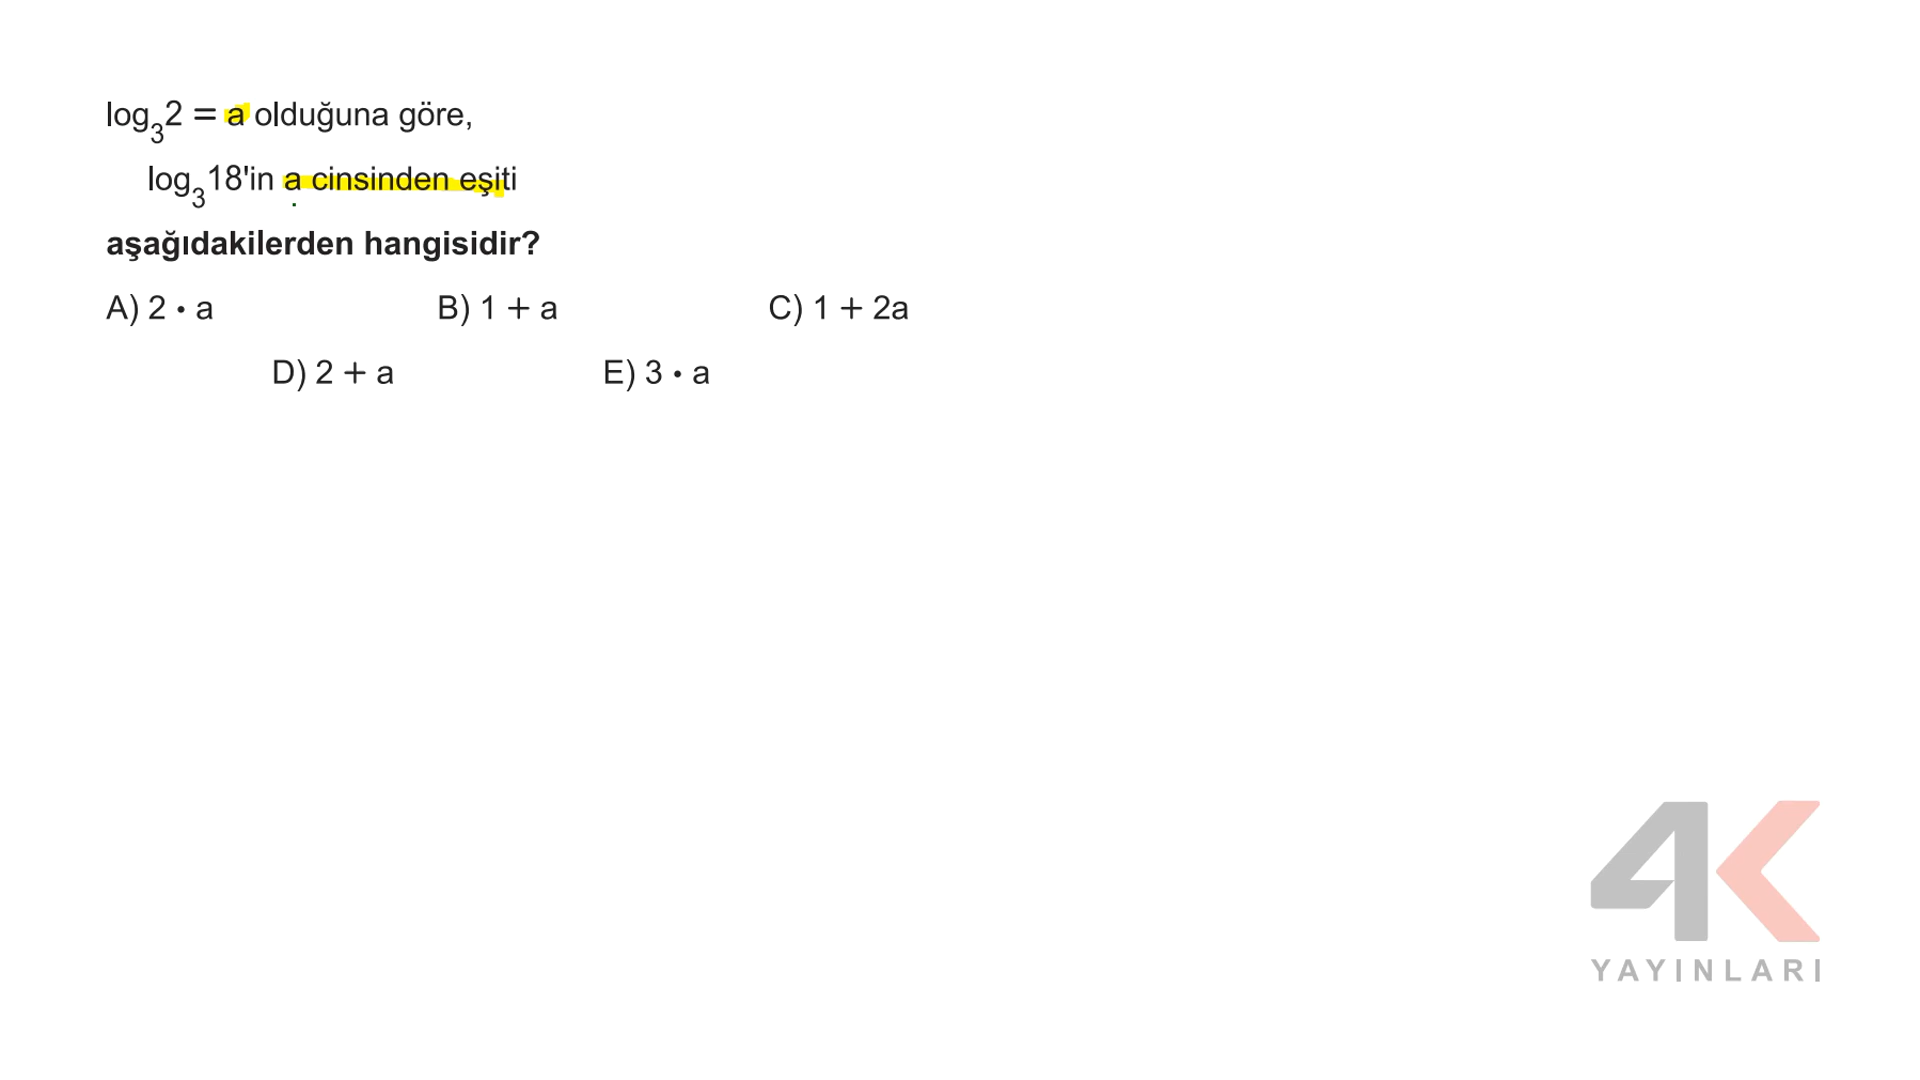 log₃2 = a olduğuna göre,
log₃18'in a cinsinden eşiti
aşağıdakilerden hangisidir?
A) 2 • a B) 1 + a C) 1 + 2a
D) 2 + a E) 3 • a
4K
YAYINLARI